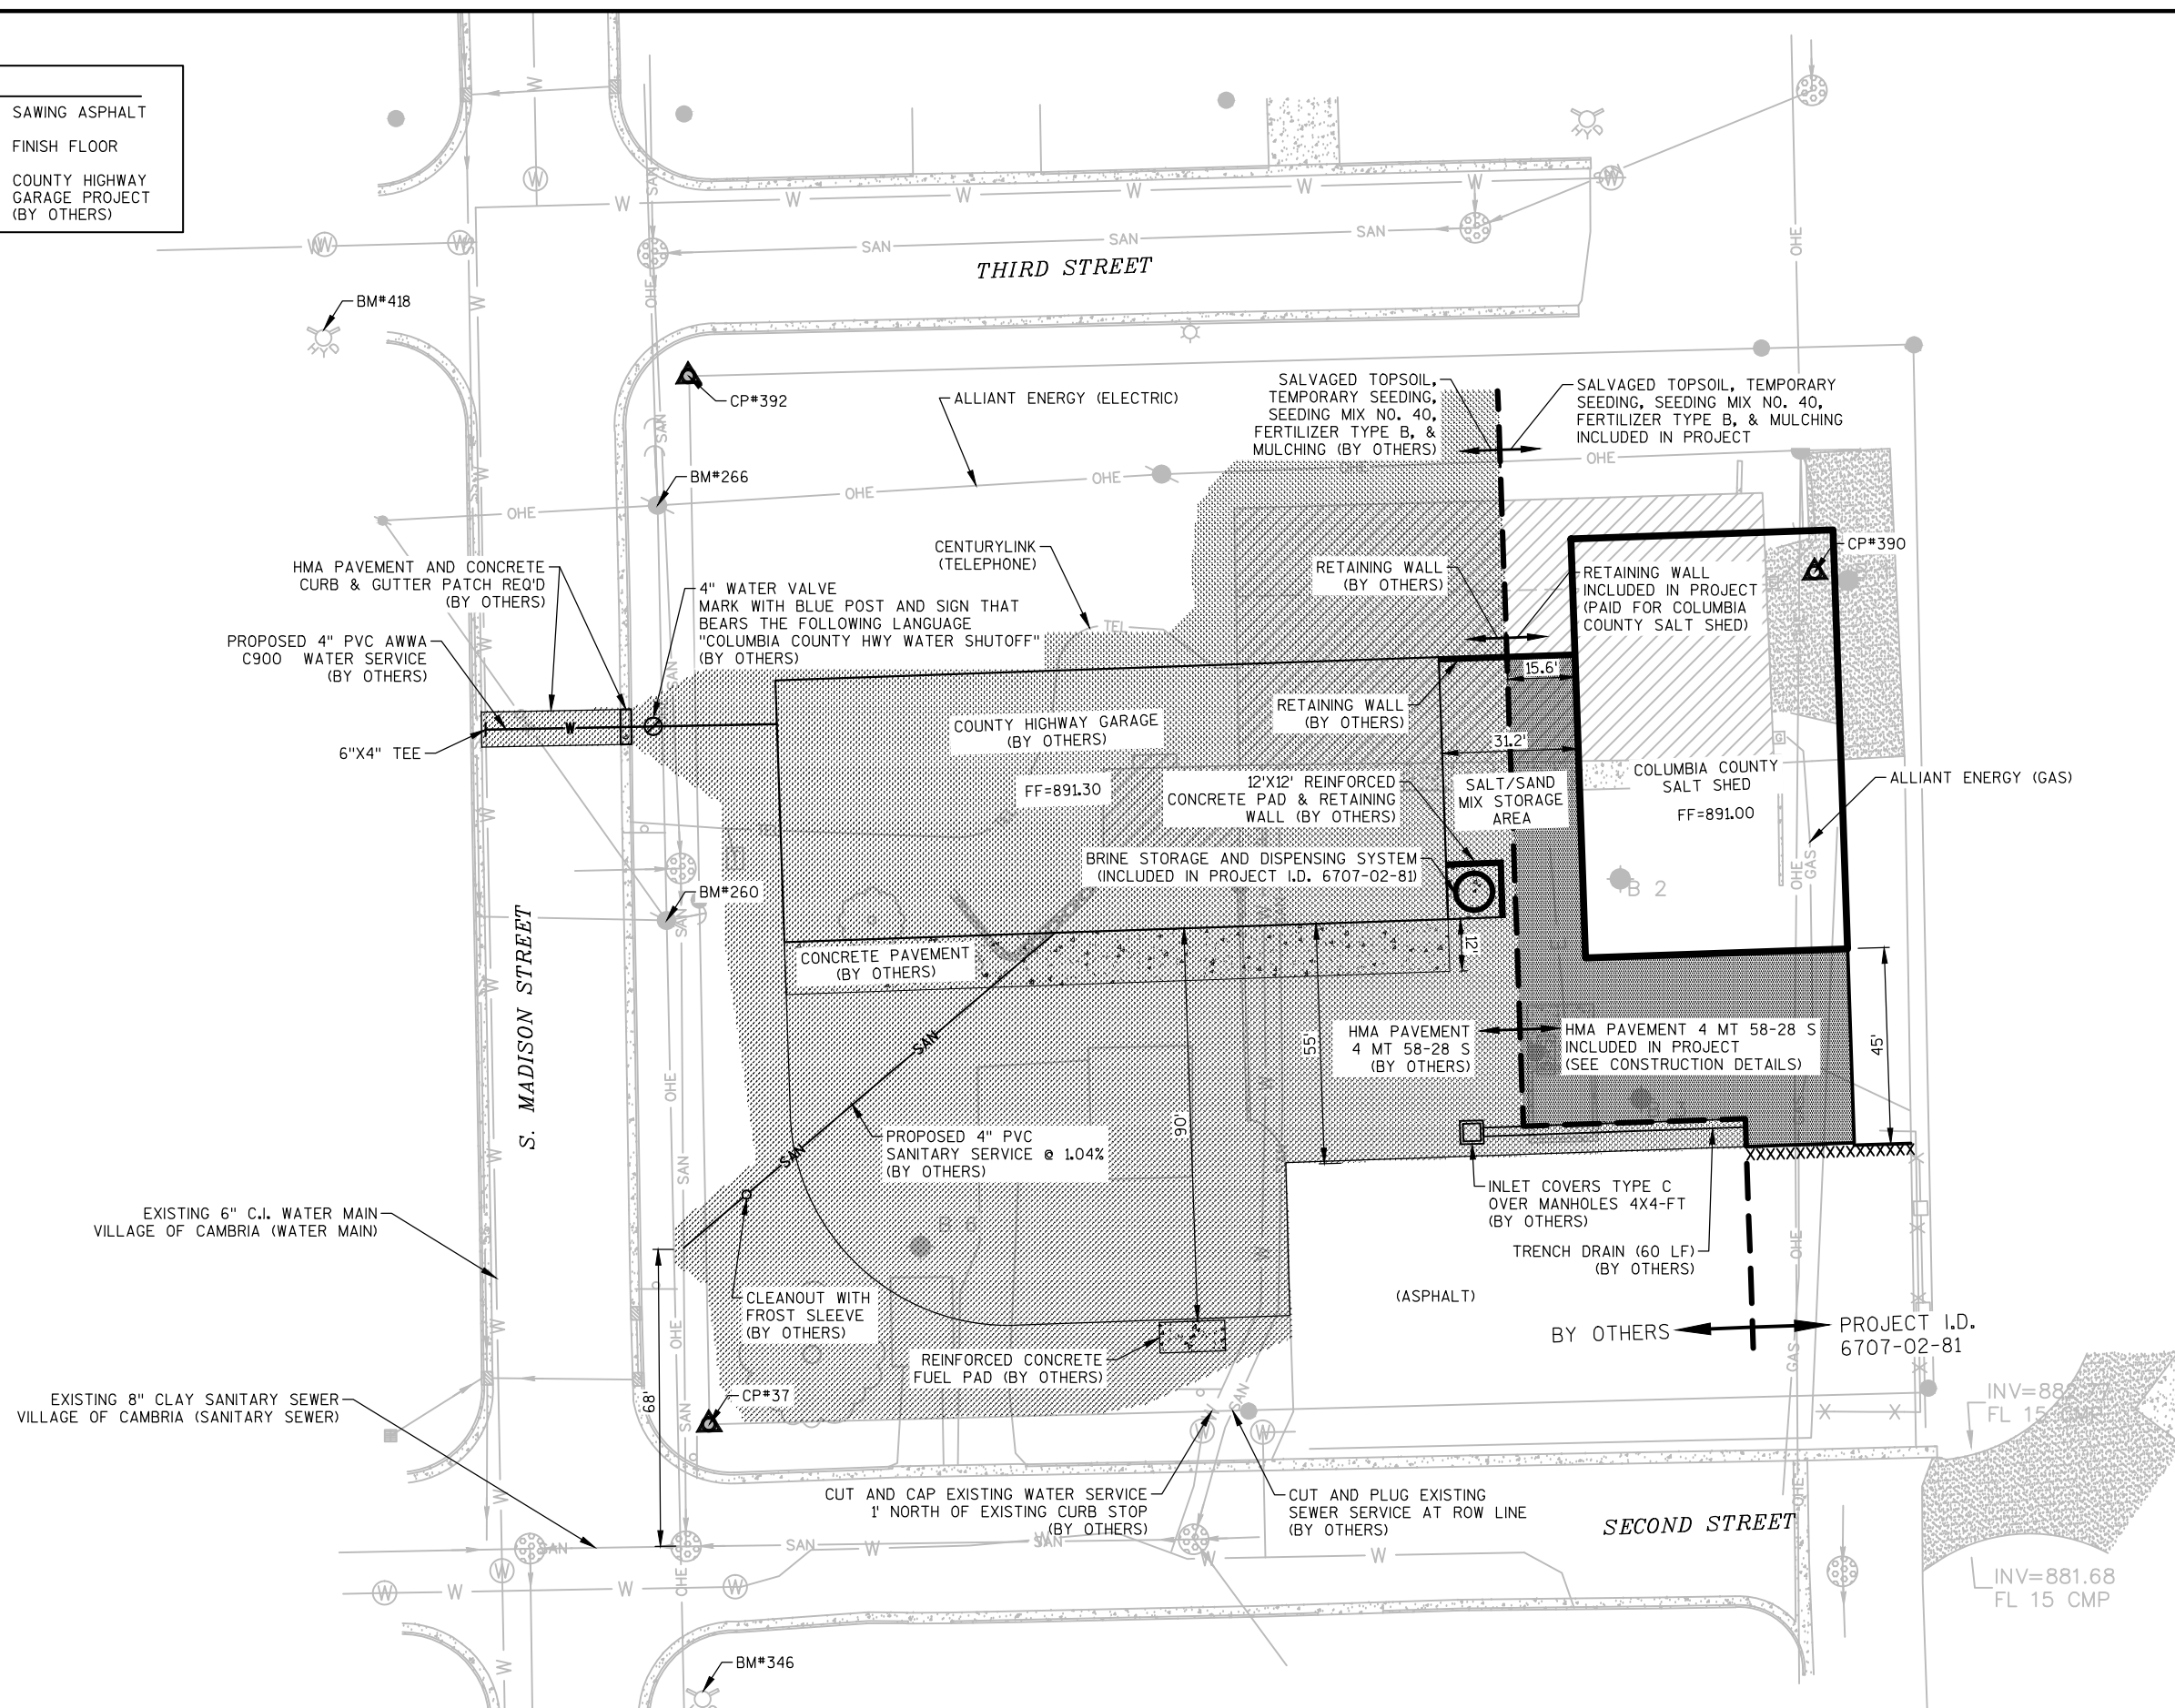 SAWING ASPHALT
FINISH FLOOR
COUNTY HIGHWAY
GARAGE PROJECT
(BY OTHERS)
THIRD STREET
BM#418
CP#392
ALLIANT ENERGY (ELECTRIC)
SALVAGED TOPSOIL,
TEMPORARY SEEDING,
SEEDING MIX NO. 40,
FERTILIZER TYPE B, &
MULCHING (BY OTHERS)
SALVAGED TOPSOIL, TEMPORARY
SEEDING, SEEDING MIX NO. 40,
FERTILIZER TYPE B, & MULCHING
INCLUDED IN PROJECT
BM#266
OHE
OHE
OHE
OHE
CENTURYLINK
(TELEPHONE)
RETAINING WALL
(BY OTHERS)
RETAINING WALL
INCLUDED IN PROJECT
(PAID FOR COLUMBIA
COUNTY SALT SHED)
CP#390
HMA PAVEMENT AND CONCRETE
CURB & GUTTER PATCH REQ'D
(BY OTHERS)
4" WATER VALVE
MARK WITH BLUE POST AND SIGN THAT
BEARS THE FOLLOWING LANGUAGE
"COLUMBIA COUNTY HWY WATER SHUTOFF"
(BY OTHERS)
PROPOSED 4" PVC AWWA
C900 WATER SERVICE
(BY OTHERS)
6"X4" TEE
W
TEL
15.6'
RETAINING WALL
(BY OTHERS)
COUNTY HIGHWAY GARAGE
(BY OTHERS)
FF=891.30
31.2'
12'X12' REINFORCED
CONCRETE PAD & RETAINING
WALL (BY OTHERS)
SALT/SAND
MIX STORAGE
AREA
COLUMBIA COUNTY
SALT SHED
FF=891.00
ALLIANT ENERGY (GAS)
BRINE STORAGE AND DISPENSING SYSTEM
(INCLUDED IN PROJECT I.D. 6707-02-81)
B 2
OHE
GAS
BM#260
S. MADISON STREET
CONCRETE PAVEMENT
(BY OTHERS)
12'
55'
90'
45'
HMA PAVEMENT
4 MT 58-28 S
(BY OTHERS)
HMA PAVEMENT 4 MT 58-28 S
INCLUDED IN PROJECT
(SEE CONSTRUCTION DETAILS)
SAN
SAN
PROPOSED 4" PVC
SANITARY SERVICE @ 1.04%
(BY OTHERS)
INLET COVERS TYPE C
OVER MANHOLES 4X4-FT
(BY OTHERS)
TRENCH DRAIN (60 LF)
(BY OTHERS)
EXISTING 6" C.I. WATER MAIN
VILLAGE OF CAMBRIA (WATER MAIN)
B 6
CLEANOUT WITH
FROST SLEEVE
(BY OTHERS)
(ASPHALT)
BY OTHERS
PROJECT I.D.
6707-02-81
REINFORCED CONCRETE
FUEL PAD (BY OTHERS)
EXISTING 8" CLAY SANITARY SEWER
VILLAGE OF CAMBRIA (SANITARY SEWER)
68'
CP#37
FL 15 CMP
CUT AND CAP EXISTING WATER SERVICE
1' NORTH OF EXISTING CURB STOP
(BY OTHERS)
CUT AND PLUG EXISTING
SEWER SERVICE AT ROW LINE
(BY OTHERS)
SECOND STREET
INV=881.68
FL 15 CMP
BM#346